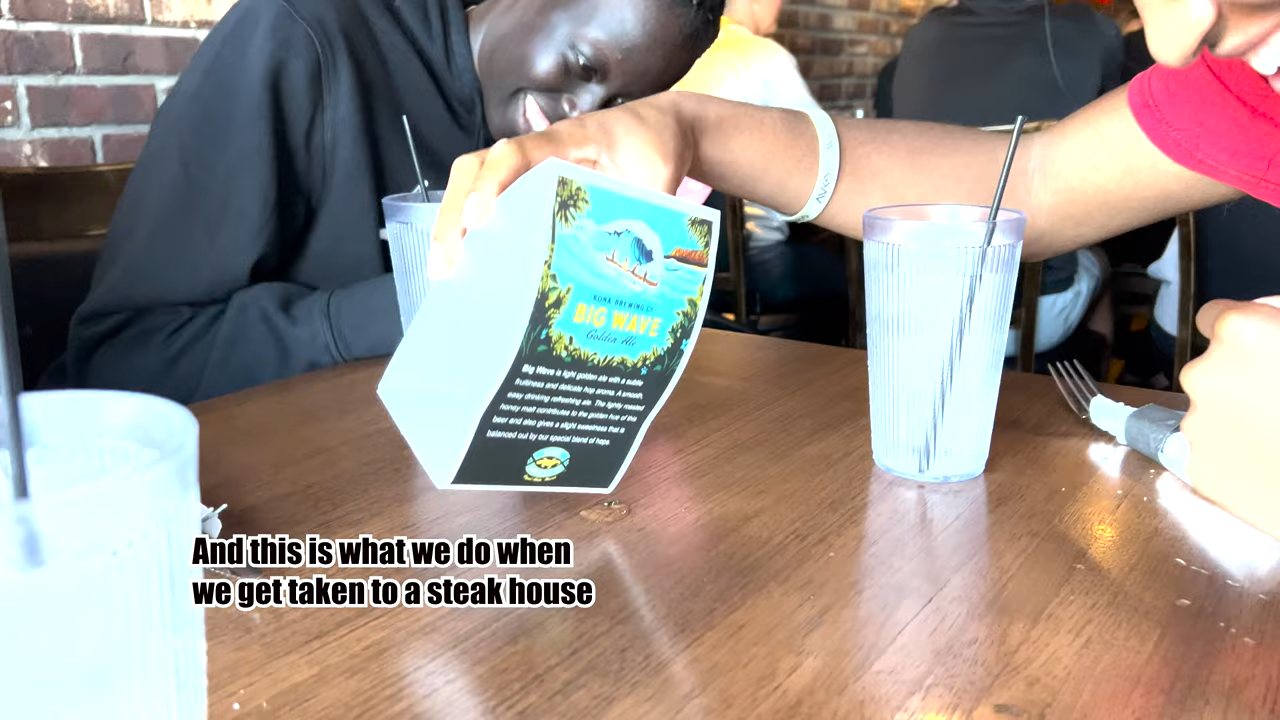 KONA BREWING CO.
BIG WAVE
Golden Ale
Big Wave is light golden ale with a subtle
fruitiness and delicate hop aroma. A smooth,
easy drinking refreshing ale. The lightly roasted
honey malt contributes to the golden hue of this
beer and also gives a slight sweetness that is
balanced out by our special blend of hops.
And this is what we do when
we get taken to a steak house